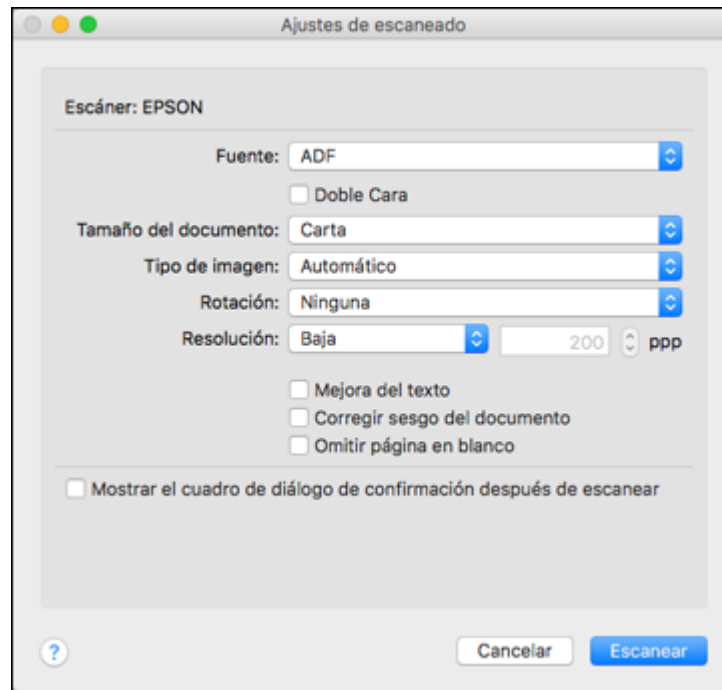 Ajustes de escaneado
Escáner: EPSON
Fuente: ADF
Doble Cara
Tamaño del documento: Carta
Tipo de imagen: Automático
Rotación: Ninguna
Resolución: Baja 200 ppp
Mejora del texto
Corregir sesgo del documento
Omitir página en blanco
Mostrar el cuadro de diálogo de confirmación después de escanear
? Cancelar Escanear